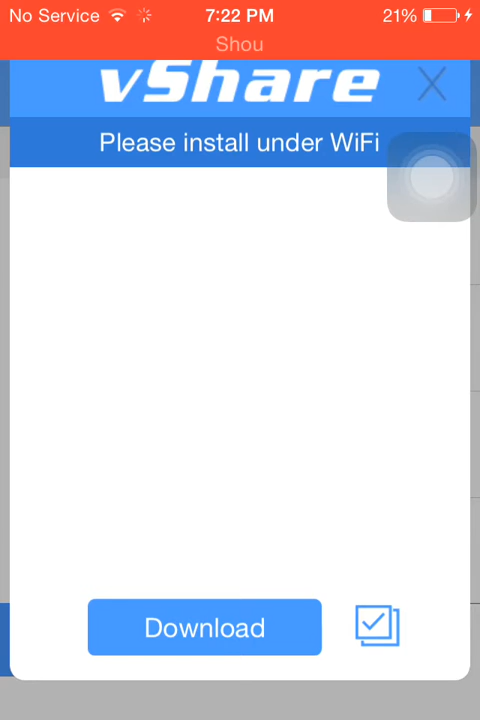 No Service 7:22 PM 21%
Shou
vShare
Please install under WiFi
Download